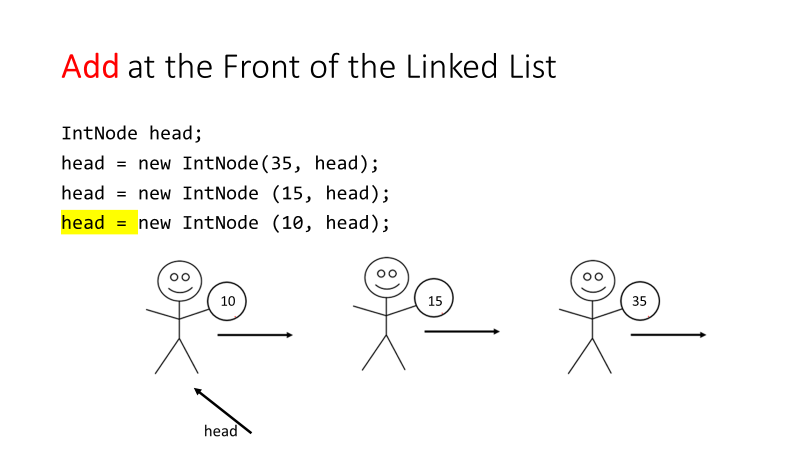 Add at the Front of the Linked List
IntNode head;
head = new IntNode(35, head);
head = new IntNode (15, head);
head = new IntNode (10, head);
10
15
35
head